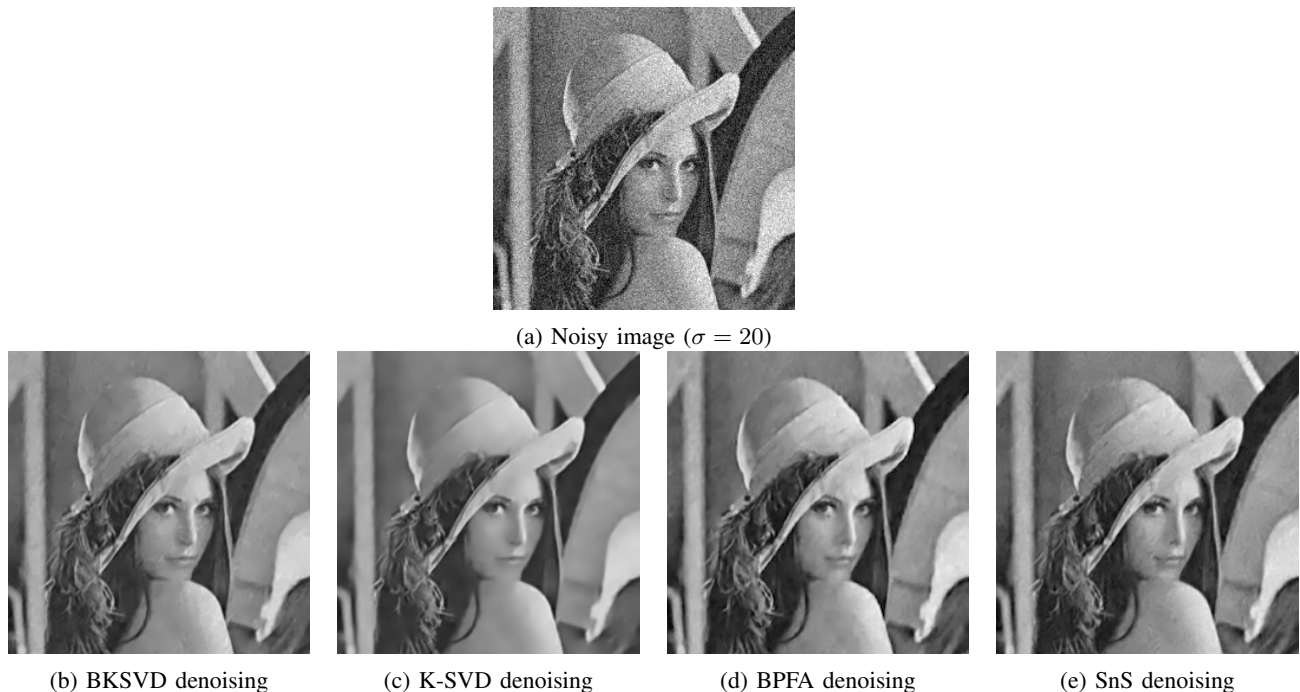 (a) Noisy image (σ = 20)
(b) BKSVD denoising
(c) K-SVD denoising
(d) BPFA denoising
(e) SnS denoising